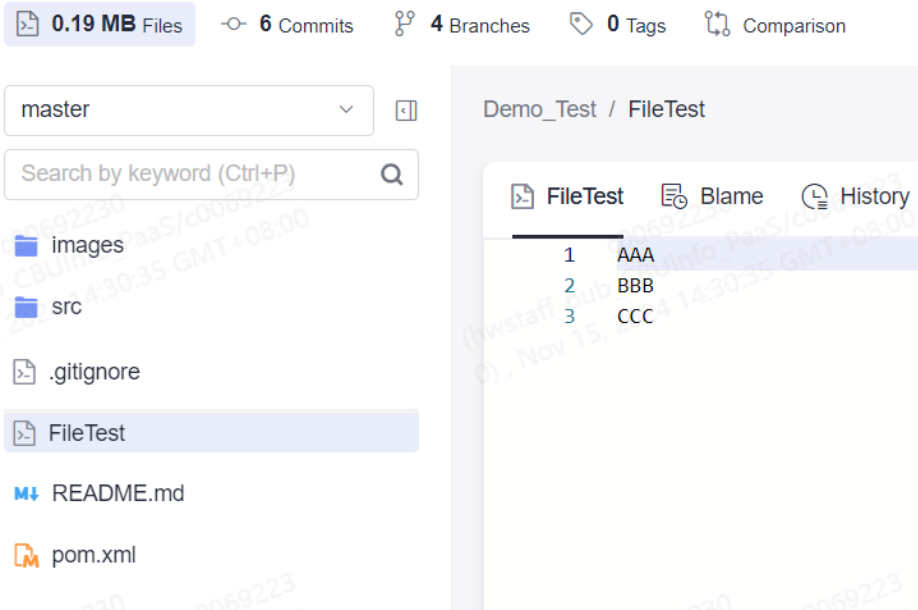 0.19 MB Files 6 Commits 4 Branches 0 Tags Comparison
master
Search by keyword (Ctrl+P)
images
src
.gitignore
FileTest
README.md
pom.xml
Demo_Test / FileTest
FileTest Blame History
1 AAA
2 BBB
3 CCC